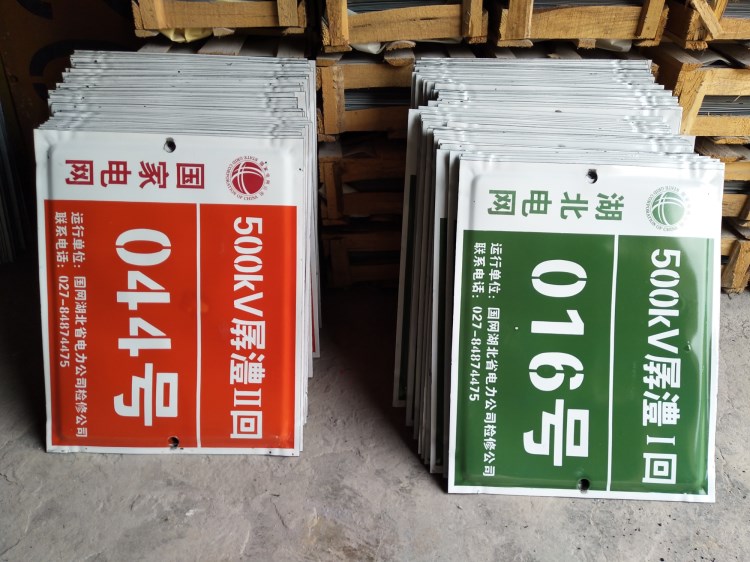 国家电网
500kV孱澧II回
044号
运行单位：国网湖北省电力公司检修公司
联系电话：027-84874475
湖北电网
500kV孱澧I回
016号
运行单位：国网湖北省电力公司检修公司
联系电话：027-84874475